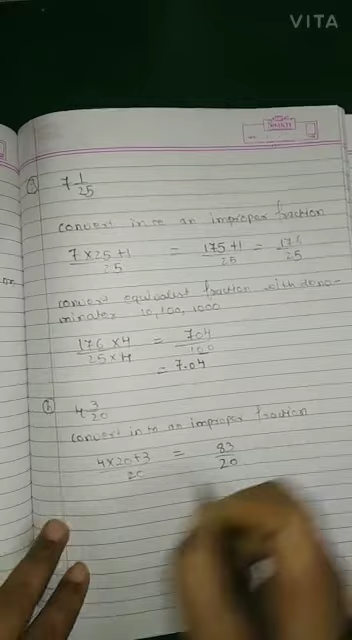 VITA
7 1/25
convert in to an improper fraction
7×25+1/25 = 175+1/25 = 176/25
convert equivalent fraction with deno-
minater 10,100,1000
176×4/25×4 = 704/100
= 7.04
h) 4 3/20
convert in to an improper fraction
4×20+3/20 = 83/20